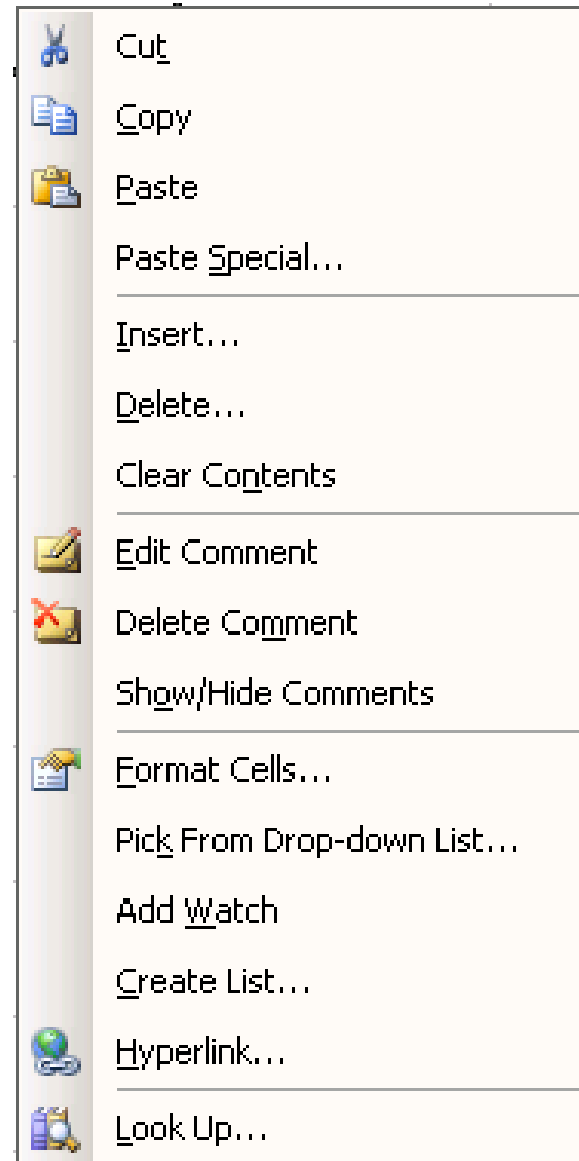 Cut
Copy
Paste
Paste Special...
Insert...
Delete...
Clear Contents
Edit Comment
Delete Comment
Show/Hide Comments
Format Cells...
Pick From Drop-down List...
Add Watch
Create List...
Hyperlink...
Look Up...